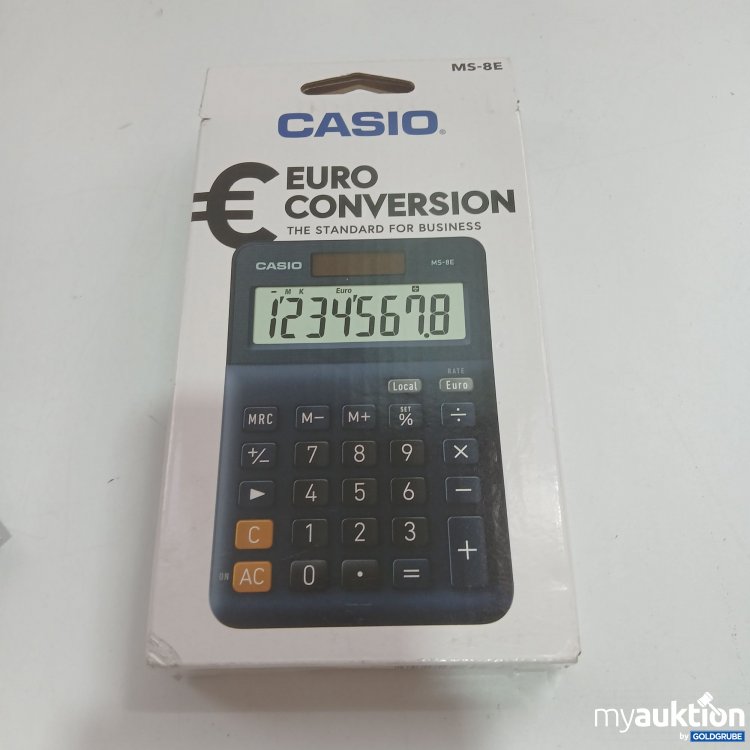 MS-8E
CASIO®
€ EURO
CONVERSION
THE STANDARD FOR BUSINESS
CASIO MS-8E
− M K Euro ÷
1'234'567.8
RATE
Local Euro
MRC M− M+ SET % ÷
+/− 7 8 9 ×
▶ 4 5 6 −
C 1 2 3 +
ON AC 0 · =
myauktion
by GOLDGRUBE